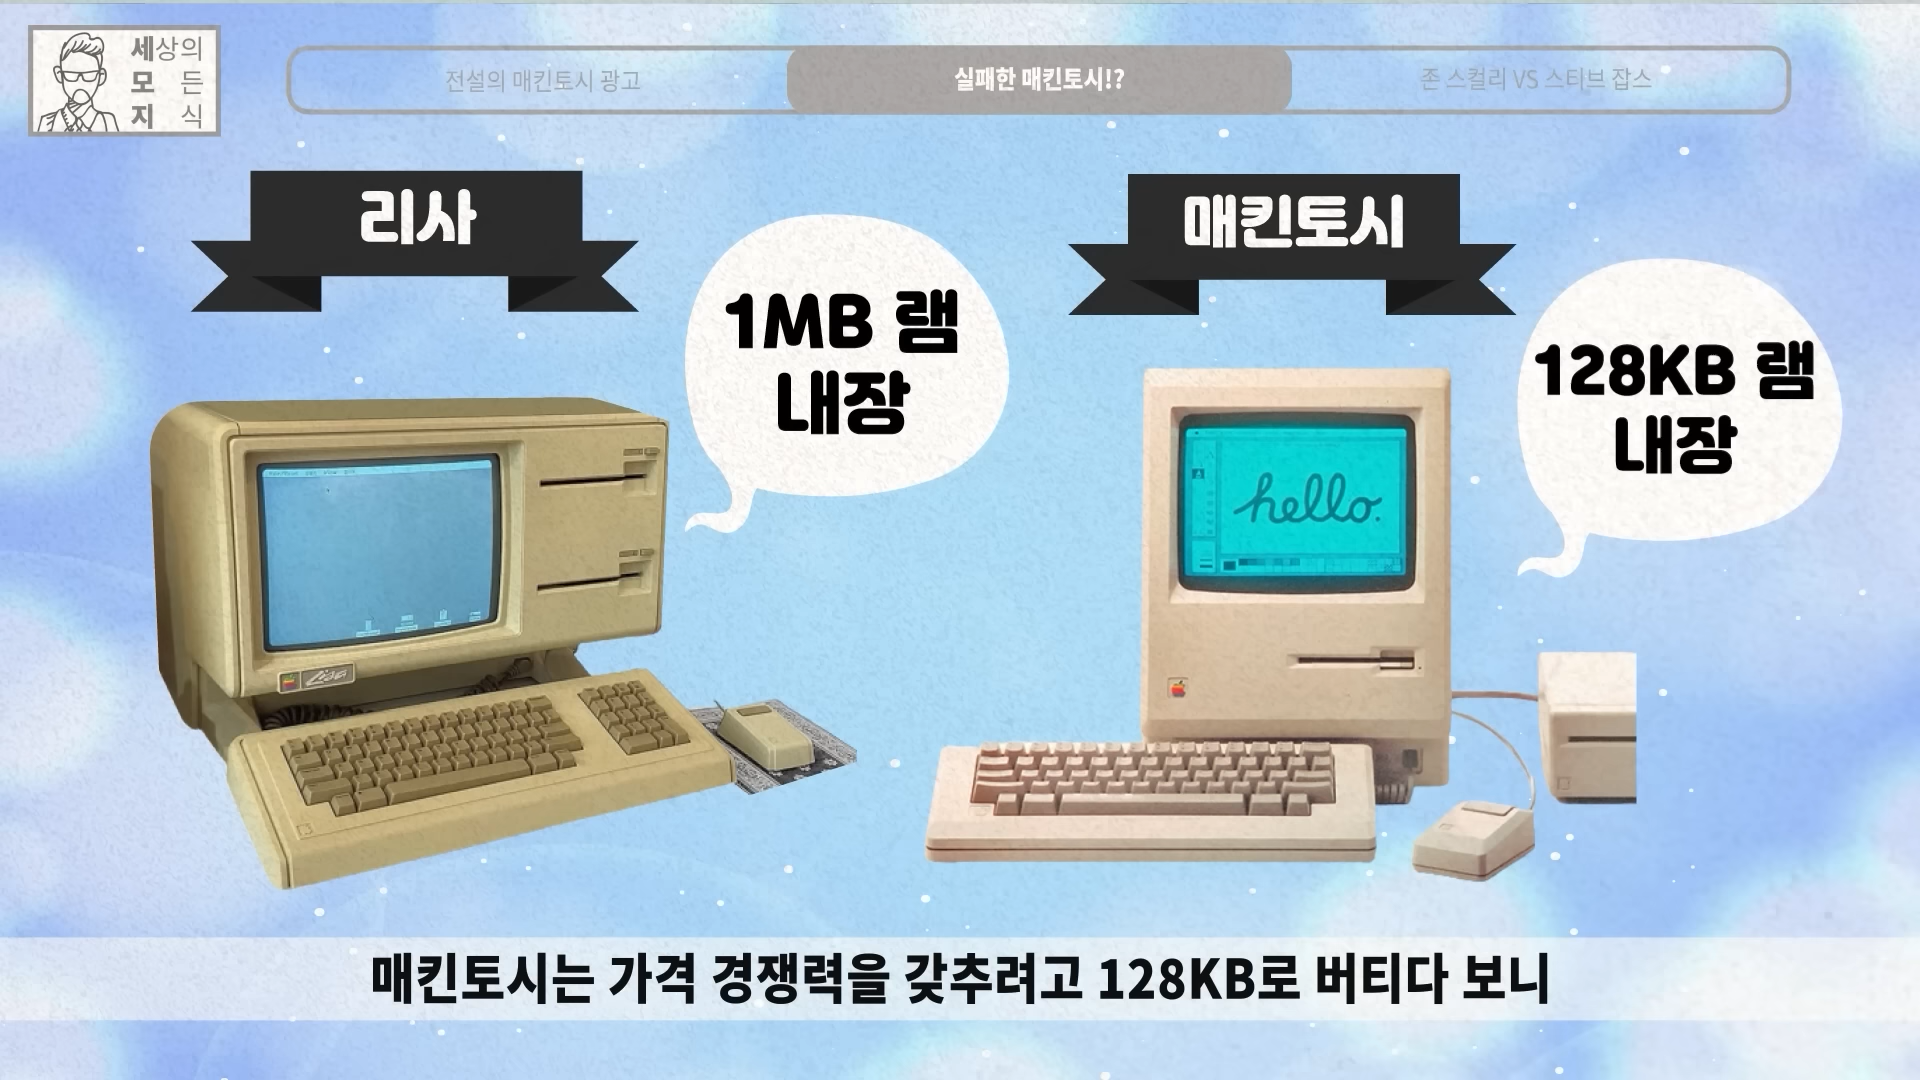 세상의
모든
지식
전설의 매킨토시 광고
실패한 매킨토시!?
존 스컬리 VS 스티브 잡스
리사
매킨토시
1MB 램
내장
128KB 램
내장
hello.
Lisa
매킨토시는 가격 경쟁력을 갖추려고 128KB로 버티다 보니